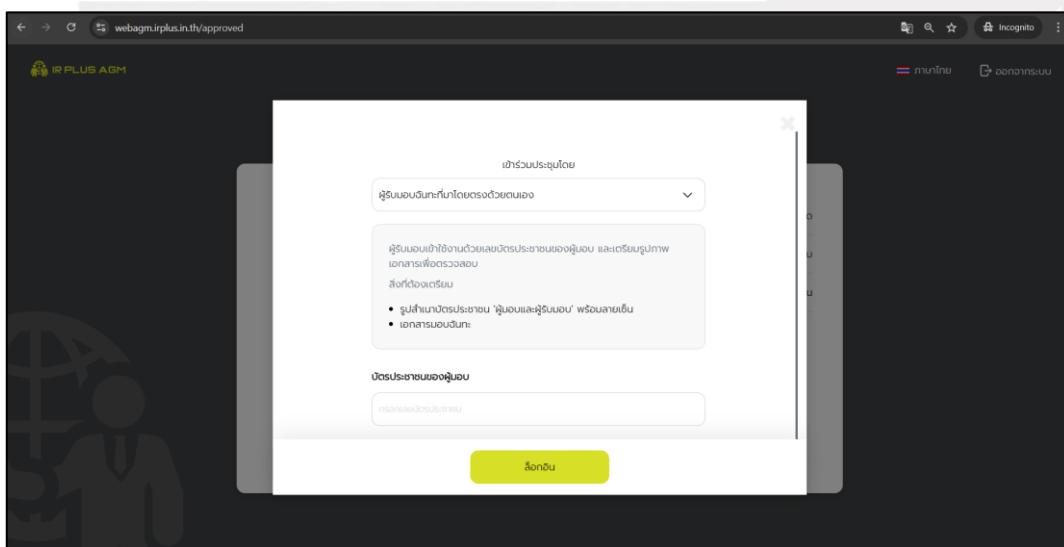 webagm.irplus.in.th/approved
Incognito
IR PLUS AGM
ภาษาไทย
ออกจากระบบ
เข้าร่วมประชุมโดย
ผู้รับมอบฉันทะที่มาโดยตรงด้วยตนเอง
ผู้รับมอบเข้าใช้งานด้วยเลขบัตรประชาชนของผู้มอบ และเตรียมรูปภาพ
เอกสารเพื่อตรวจสอบ
สิ่งที่ต้องเตรียม
รูปสำเนาบัตรประชาชน 'ผู้มอบและผู้รับมอบ' พร้อมลายเซ็น
เอกสารมอบฉันทะ
บัตรประชาชนของผู้มอบ
กรอกเลขบัตรประชาชน
ล็อกอิน